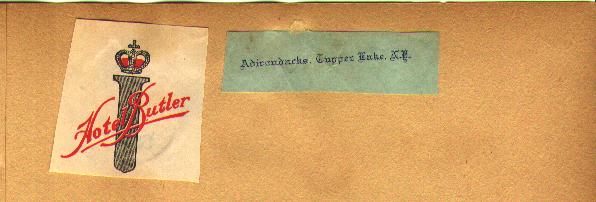 Hotel Butler
Adirondacks, Tupper Lake, N.Y.